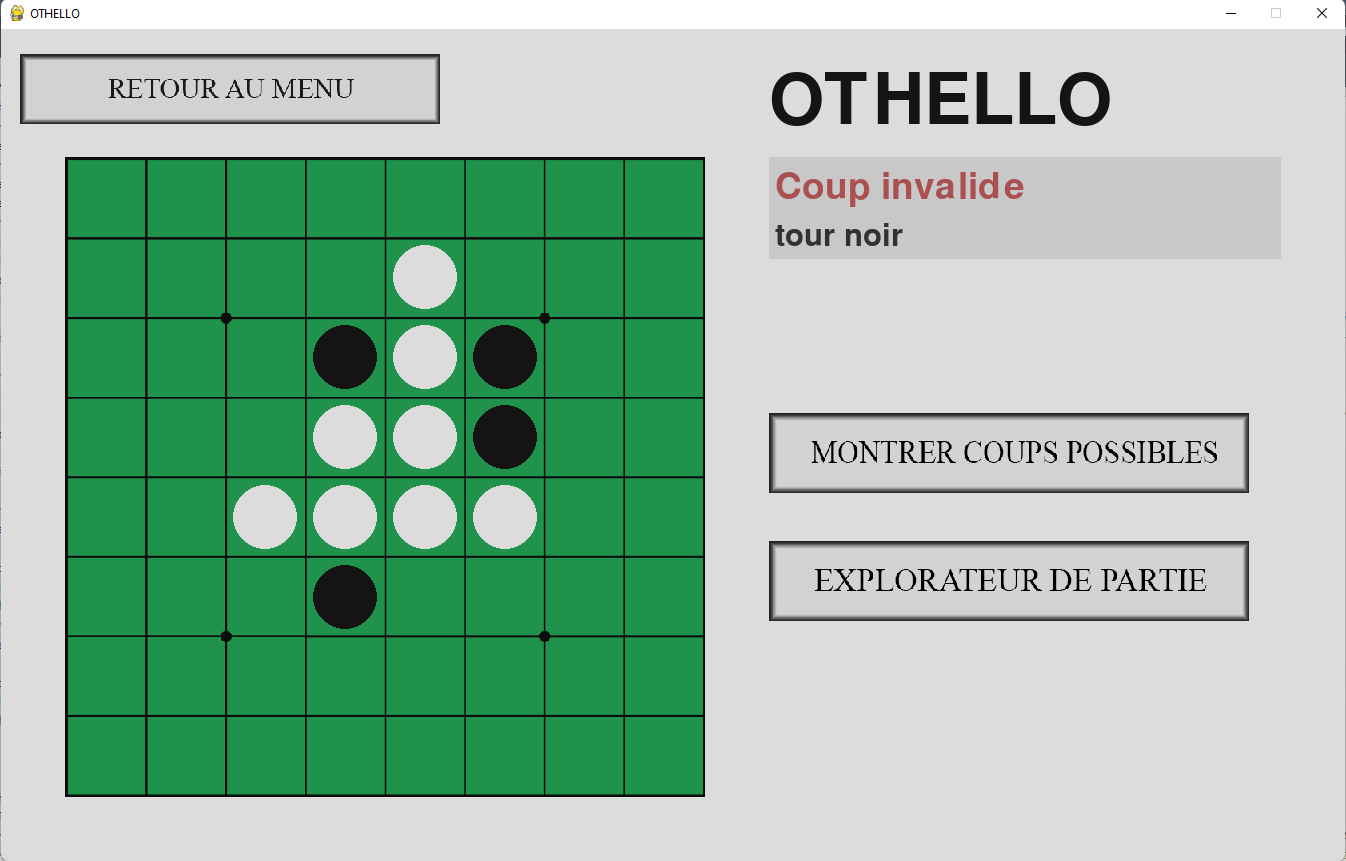 OTHELLO
RETOUR AU MENU
OTHELLO
Coup invalide
tour noir
MONTRER COUPS POSSIBLES
EXPLORATEUR DE PARTIE